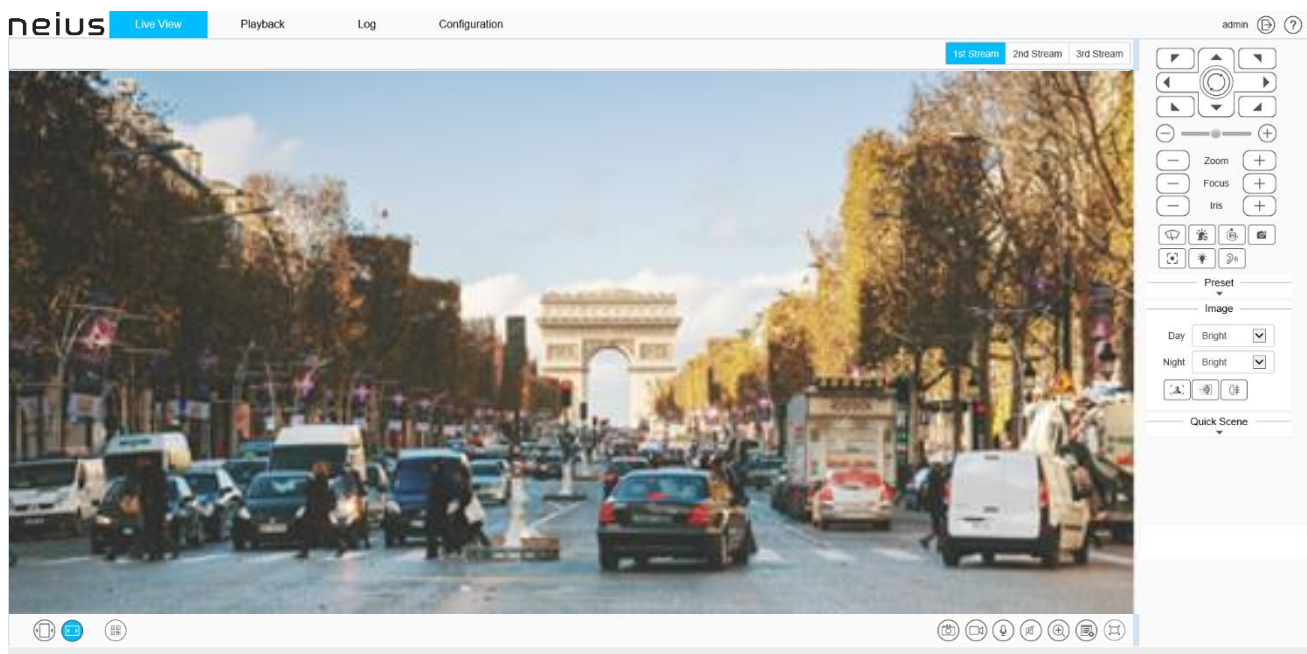 neius
Live View Playback Log Configuration admin
1st Stream 2nd Stream 3rd Stream
Zoom
Focus
Iris
Preset
Image
Day Bright
Night Bright
Quick Scene